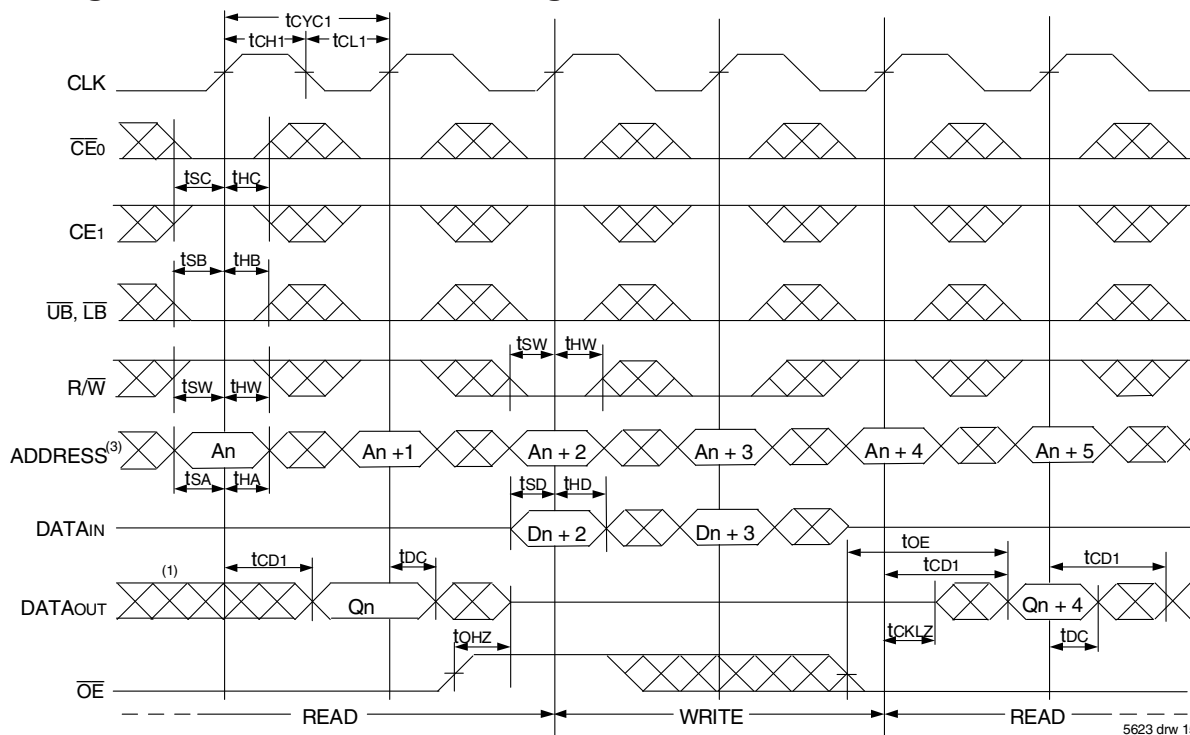 tCYC1
tCH1 tCL1
CLK
CE0
tSC tHC
CE1
tSB tHB
UB, LB
tSW tHW
R/W
tSW tHW
ADDRESS(3) An An +1 An + 2 An + 3 An + 4 An + 5
tSA tHA
tSD tHD
DATAIN Dn + 2 Dn + 3
tOE
tCD1 tDC tCD1 tCD1
(1)
DATAOUT Qn Qn + 4
tOHZ tCKLZ tDC
OE
READ WRITE READ